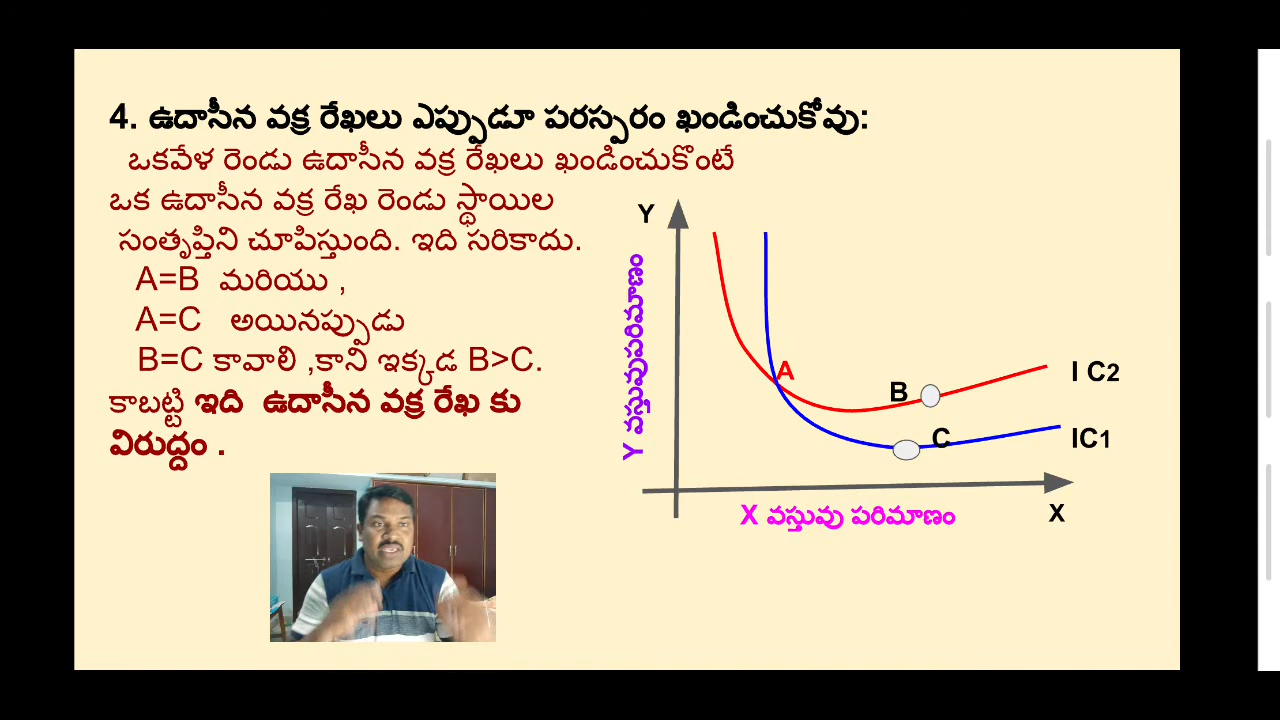 4. ఉదాసీన వక్ర రేఖలు ఎప్పుడూ పరస్పరం ఖండించుకోవు:
ఒకవేళ రెండు ఉదాసీన వక్ర రేఖలు ఖండించుకొంటే
ఒక ఉదాసీన వక్ర రేఖ రెండు స్థాయిల
సంతృప్తిని చూపిస్తుంది. ఇది సరికాదు.
A=B మరియు ,
A=C అయినప్పుడు
B=C కావాలి ,కాని ఇక్కడ B>C.
కాబట్టి ఇది ఉదాసీన వక్ర రేఖ కు
విరుద్దం .
Y
Y వస్తువుపరిమాణం
A
B
I C2
C
IC1
X వస్తువు పరిమాణం
X